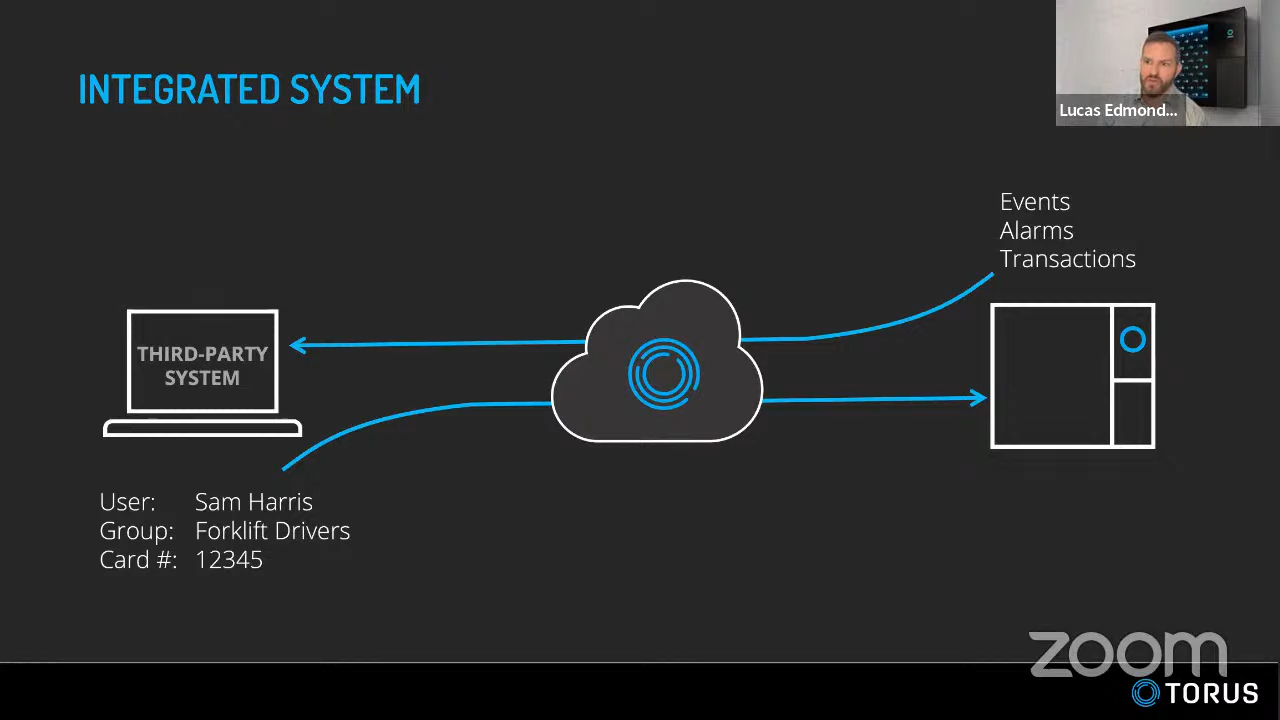 INTEGRATED SYSTEM
Lucas Edmond...
Events
Alarms
Transactions
THIRD-PARTY
SYSTEM
User: Sam Harris
Group: Forklift Drivers
Card #: 12345
zoom
TORUS